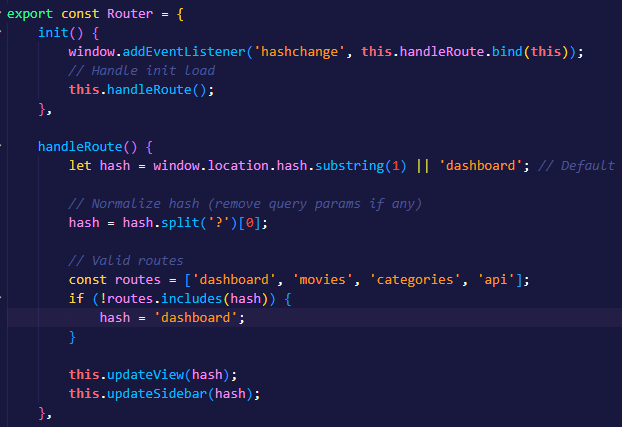 export const Router = {
    init() {
        window.addEventListener('hashchange', this.handleRoute.bind(this));
        // Handle init load
        this.handleRoute();
    },

    handleRoute() {
        let hash = window.location.hash.substring(1) || 'dashboard'; // Default

        // Normalize hash (remove query params if any)
        hash = hash.split('?')[0];

        // Valid routes
        const routes = ['dashboard', 'movies', 'categories', 'api'];
        if (!routes.includes(hash)) {
            hash = 'dashboard';
        }

        this.updateView(hash);
        this.updateSidebar(hash);
    },